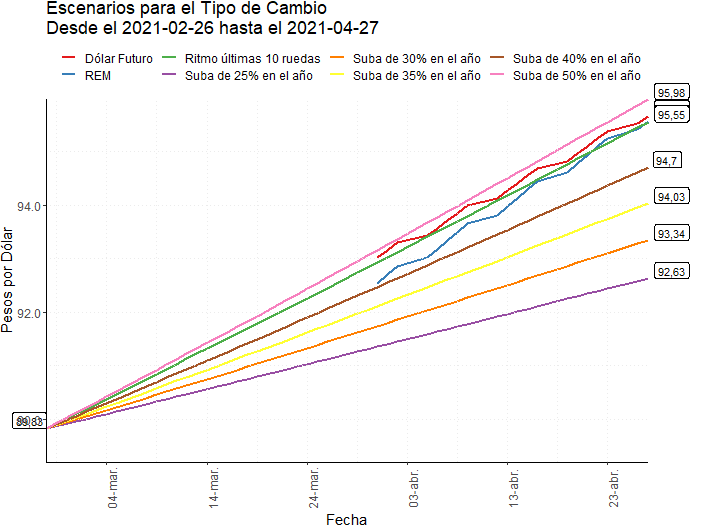 Escenarios para el Tipo de Cambio
Desde el 2021-02-26 hasta el 2021-04-27
Dólar Futuro
Ritmo últimas 10 ruedas
Suba de 30% en el año
Suba de 40% en el año
REM
Suba de 25% en el año
Suba de 35% en el año
Suba de 50% en el año
95,98
95,55
94,7
94,03
93,34
92,63
94.0
92.0
90.0
89,83
Pesos por Dólar
04-mar.
14-mar.
24-mar.
03-abr.
13-abr.
23-abr.
Fecha